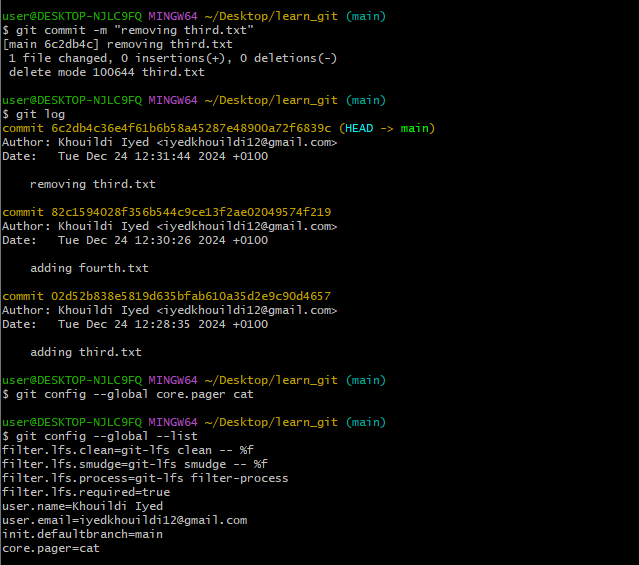 user@DESKTOP-NJLC9FQ MINGW64 ~/Desktop/learn_git (main)
$ git commit -m "removing third.txt"
[main 6c2db4c] removing third.txt
 1 file changed, 0 insertions(+), 0 deletions(-)
 delete mode 100644 third.txt
user@DESKTOP-NJLC9FQ MINGW64 ~/Desktop/learn_git (main)
$ git log
commit 6c2db4c36e4f61b6b58a45287e48900a72f6839c (HEAD -> main)
Author: Khouildi Iyed <iyedkhouildi12@gmail.com>
Date:   Tue Dec 24 12:31:44 2024 +0100
    removing third.txt
commit 82c1594028f356b544c9ce13f2ae02049574f219
Author: Khouildi Iyed <iyedkhouildi12@gmail.com>
Date:   Tue Dec 24 12:30:26 2024 +0100
    adding fourth.txt
commit 02d52b838e5819d635bfab610a35d2e9c90d4657
Author: Khouildi Iyed <iyedkhouildi12@gmail.com>
Date:   Tue Dec 24 12:28:35 2024 +0100
    adding third.txt
user@DESKTOP-NJLC9FQ MINGW64 ~/Desktop/learn_git (main)
$ git config --global core.pager cat
user@DESKTOP-NJLC9FQ MINGW64 ~/Desktop/learn_git (main)
$ git config --global --list
filter.lfs.clean=git-lfs clean -- %f
filter.lfs.smudge=git-lfs smudge -- %f
filter.lfs.process=git-lfs filter-process
filter.lfs.required=true
user.name=Khouildi Iyed
user.email=iyedkhouildi12@gmail.com
init.defaultbranch=main
core.pager=cat